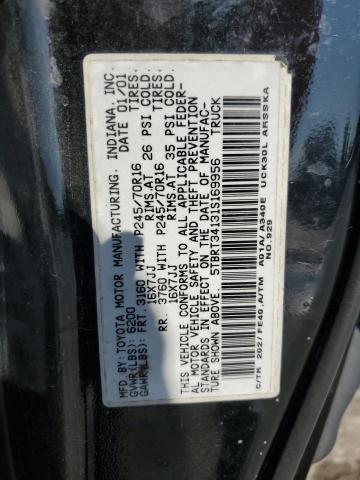 MFD. BY: TOYOTA MOTOR MANUFACTURING, INDIANA, INC.
GVWR(LBS): 6200 DATE 01/01
GAWR(LBS): FRT. 3160 WITH P245/70R16 TIRES.
16X7JJ RIMS.AT 26 PSI COLD.
RR. 3760 WITH P245/70R16 TIRES.
16X7JJ RIMS.AT 35 PSI COLD.
THIS VEHICLE CONFORMS TO ALL APPLICABLE FEDER-
AL MOTOR VEHICLE SAFETY AND THEFT PREVENTION
STANDARDS IN EFFECT ON THE DATE OF MANUFAC-
TURE SHOWN ABOVE.
5TBRT34131S169956 TRUCK
C/TR 202/FE40,A/TM A01A/A340E UCK30L AMSSKA
NO.929